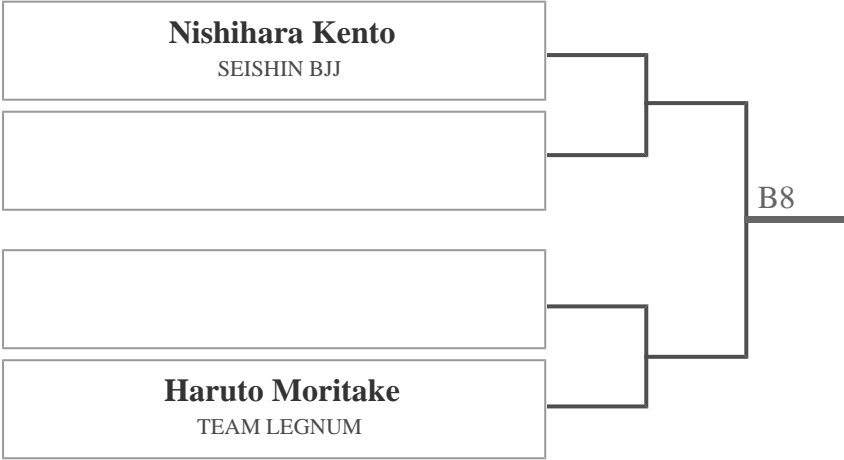 Nishihara Kento
SEISHIN BJJ
B8
Haruto Moritake
TEAM LEGNUM